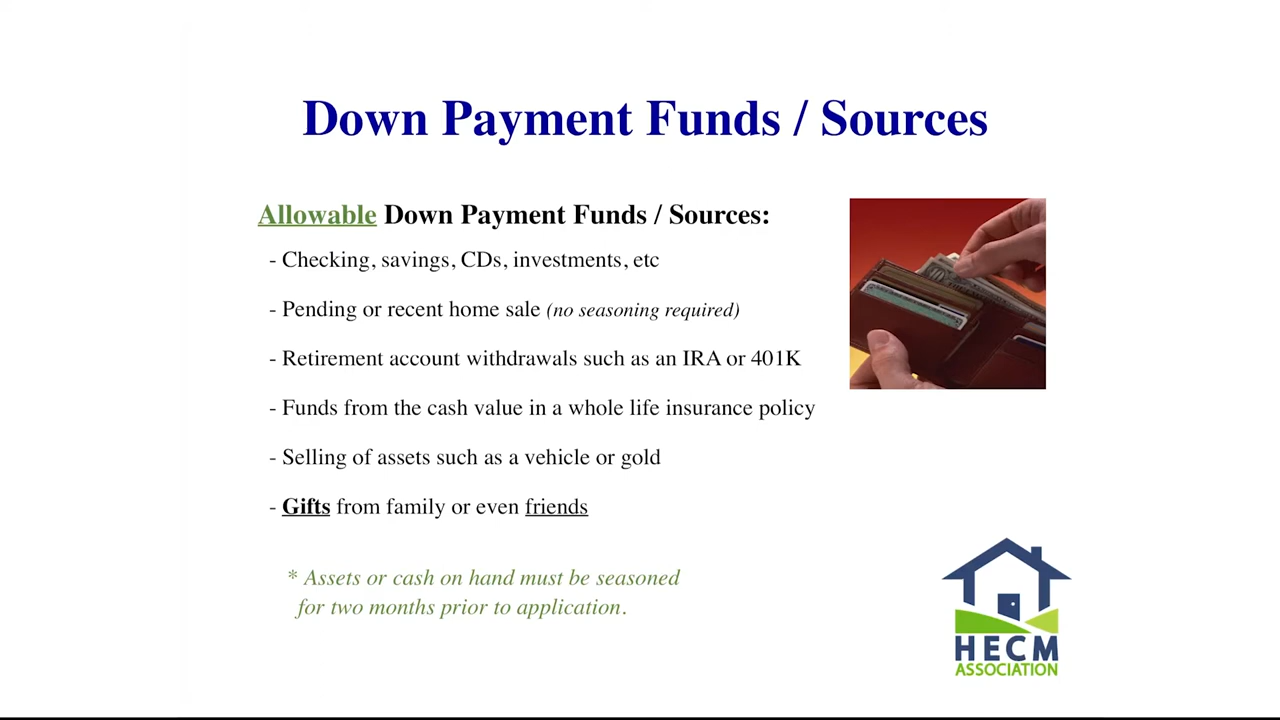 Down Payment Funds / Sources
Allowable Down Payment Funds / Sources:
- Checking, savings, CDs, investments, etc
- Pending or recent home sale (no seasoning required)
- Retirement account withdrawals such as an IRA or 401K
- Funds from the cash value in a whole life insurance policy
- Selling of assets such as a vehicle or gold
- Gifts from family or even friends
* Assets or cash on hand must be seasoned
for two months prior to application.
HECM
ASSOCIATION